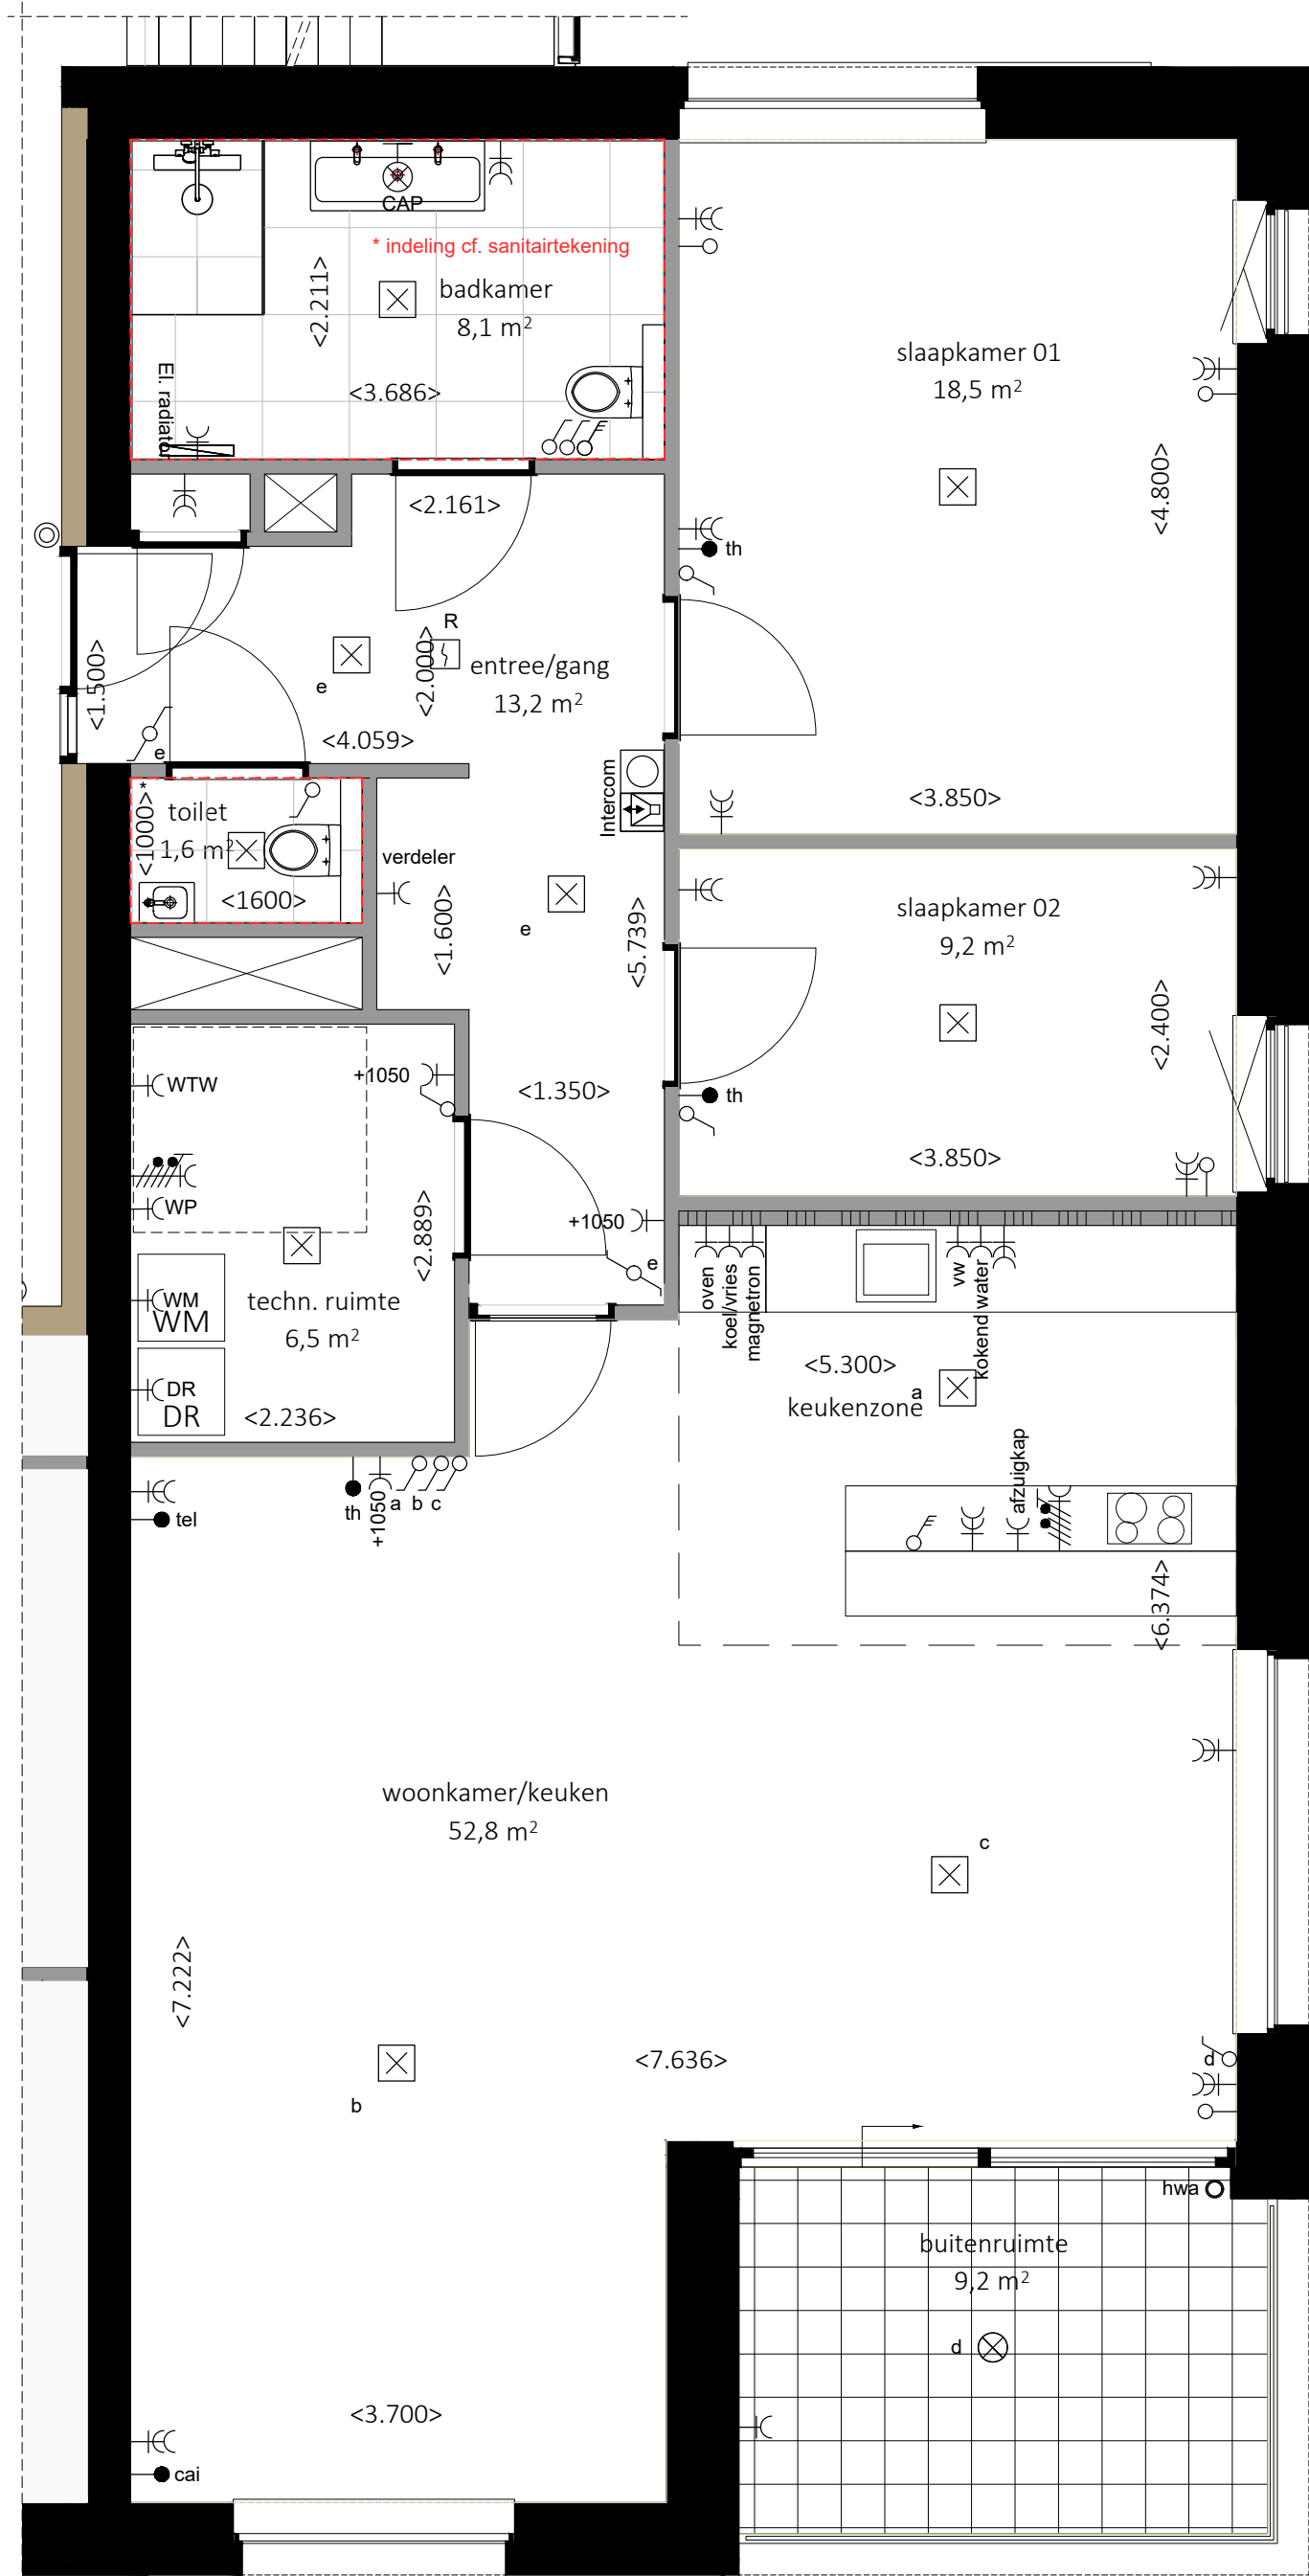 CAP
* indeling cf. sanitairtekening
badkamer
8,1 m²
<2.211>
<3.686>
El. radiator
slaapkamer 01
18,5 m²
<4.800>
<2.161>
th
R
<1.500>
e
<2.000>
entree/gang
13,2 m²
e
<4.059>
Intercom
<3.850>
<1000>*
toilet
1,6 m²
<1600>
verdeler
<1.600>
e
<5.739>
slaapkamer 02
9,2 m²
<2.400>
WTW
+1050
<1.350>
th
<3.850>
WP
<2.889>
+1050
e
WM
WM
techn. ruimte
6,5 m²
DR
DR
<2.236>
oven
koel/vries
magnetron
vw
kokend water
<5.300>
a
keukenzone
afzuigkap
tel
th
+1050
a b c
<6.374>
woonkamer/keuken
52,8 m²
c
<7.222>
<7.636>
d
b
hwa
buitenruimte
9,2 m²
d
<3.700>
cai